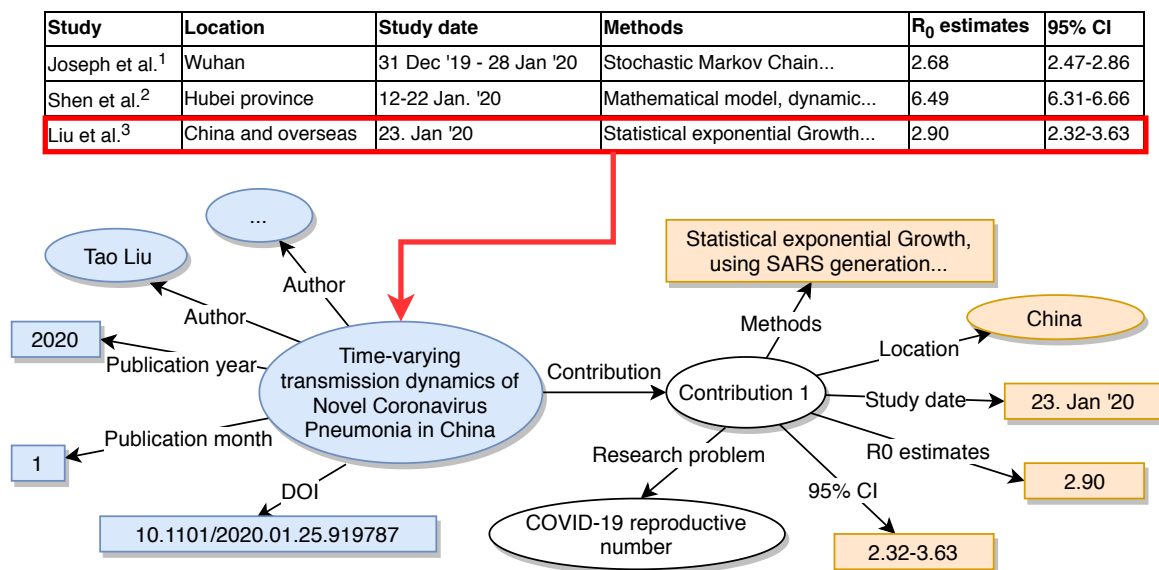 Study Location Study date Methods R0 estimates 95% CI
Joseph et al.1 Wuhan 31 Dec '19 - 28 Jan '20 Stochastic Markov Chain... 2.68 2.47-2.86
Shen et al.2 Hubei province 12-22 Jan. '20 Mathematical model, dynamic... 6.49 6.31-6.66
Liu et al.3 China and overseas 23. Jan '20 Statistical exponential Growth... 2.90 2.32-3.63
...
Tao Liu
Author
Author
2020
Publication year
Time-varying
transmission dynamics of
Novel Coronavirus
Pneumonia in China
Publication month
1
DOI
10.1101/2020.01.25.919787
Contribution
Contribution 1
Statistical exponential Growth,
using SARS generation...
Methods
China
Location
Study date
23. Jan '20
R0 estimates
2.90
95% CI
2.32-3.63
Research problem
COVID-19 reproductive
number